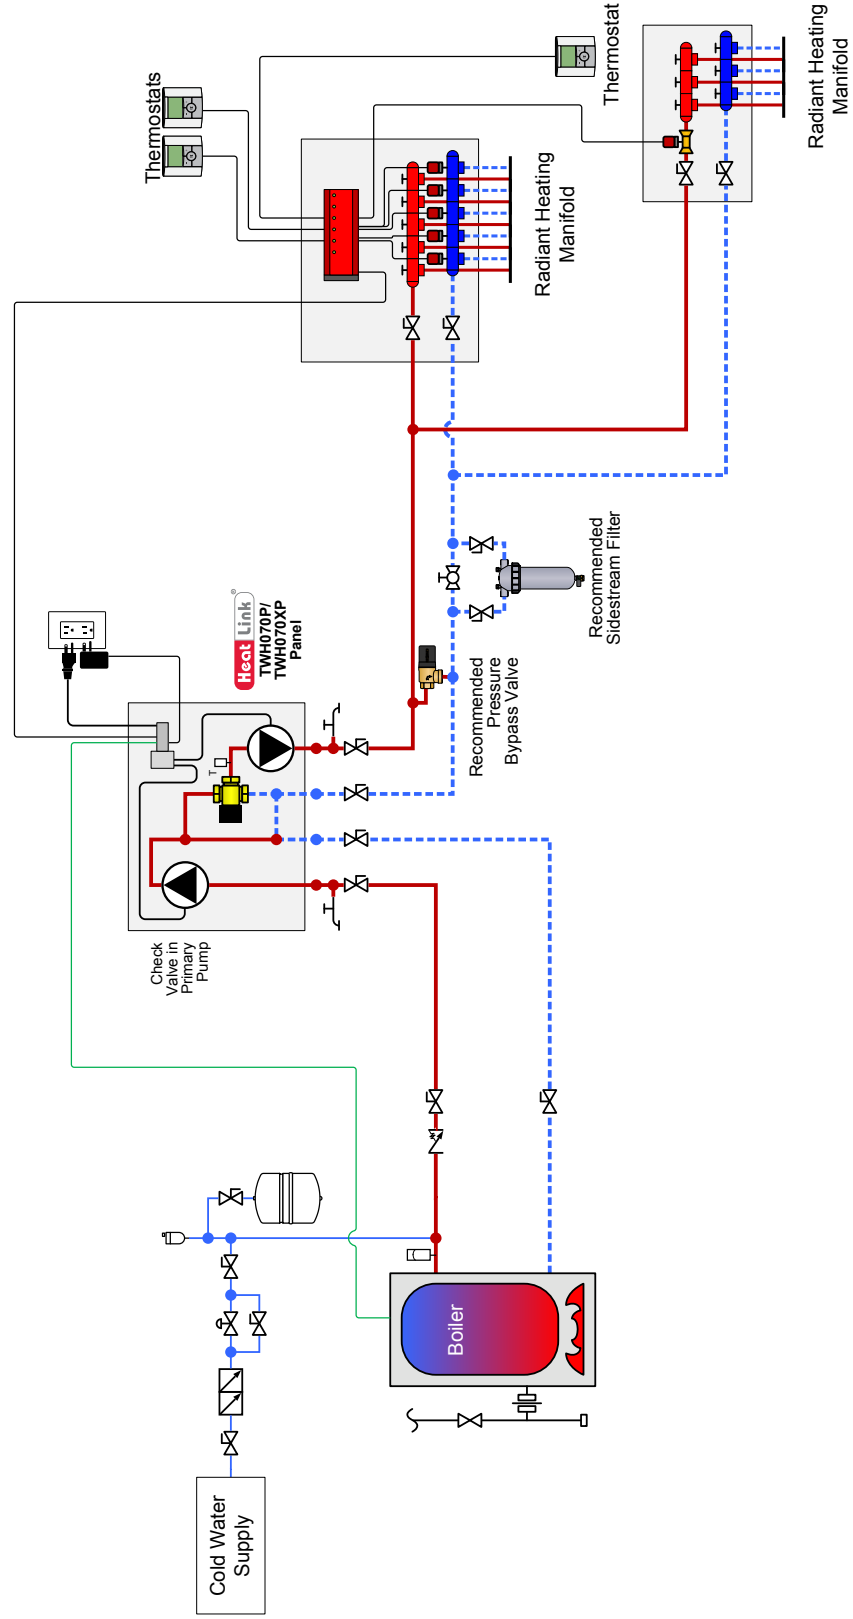 Thermostats
Thermostat
Radiant Heating
Manifold
Radiant Heating
Manifold
Heat Link®
TWH070P/
TWH070XP
Panel
T
Recommended
Pressure
Bypass Valve
Recommended
Sidestream Filter
Check
Valve in
Primary
Pump
Boiler
Cold Water
Supply